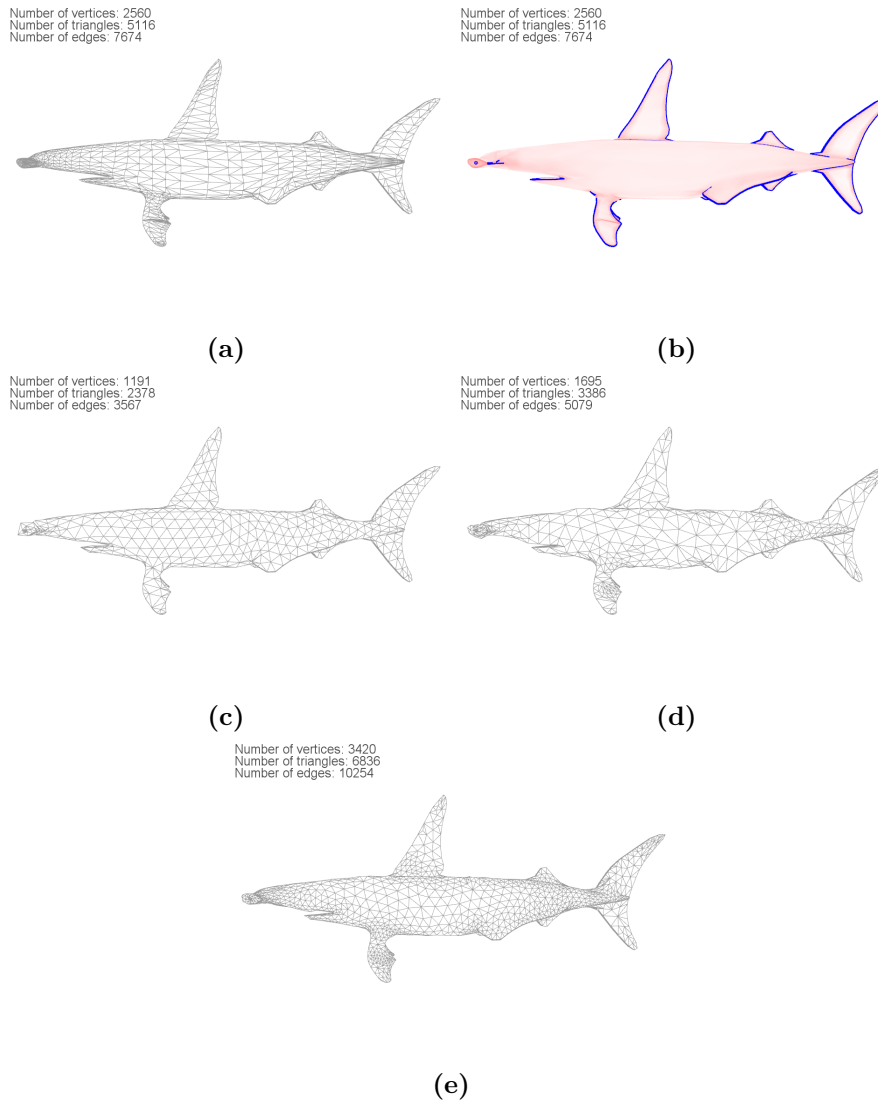 Number of vertices: 2560
Number of triangles: 5116
Number of edges: 7674
Number of vertices: 2560
Number of triangles: 5116
Number of edges: 7674
(a)
(b)
Number of vertices: 1191
Number of triangles: 2378
Number of edges: 3567
Number of vertices: 1695
Number of triangles: 3386
Number of edges: 5079
(c)
(d)
Number of vertices: 3420
Number of triangles: 6836
Number of edges: 10254
(e)